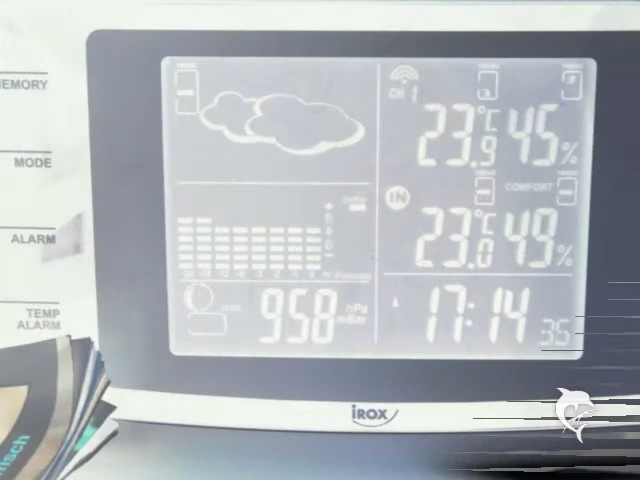 MEMORY
MODE
ALARM
TEMP
ALARM
CH 1
23.9 °C 45%
IN
COMFORT
23.0 °C 49%
958 hPa
mBar
17:14 35
iROX